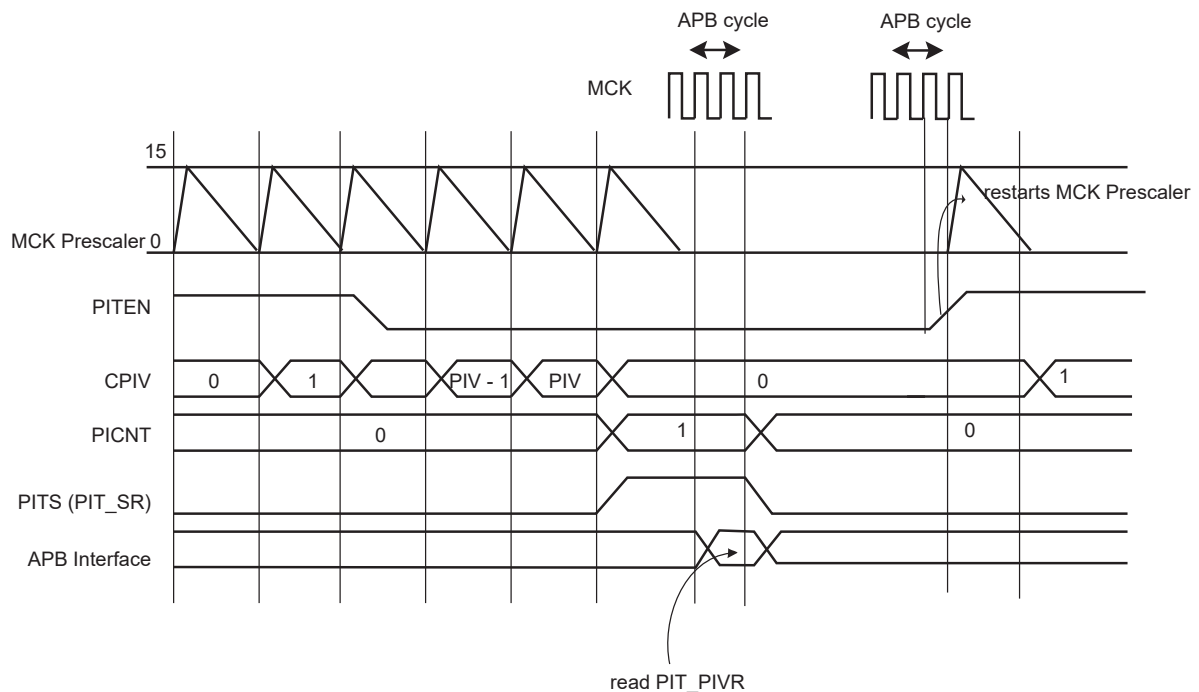 APB cycle APB cycle
MCK
15
restarts MCK Prescaler
MCK Prescaler 0
PITEN
CPIV 0 1 PIV - 1 PIV 0 1
PICNT 0 1 0
PITS (PIT_SR)
APB Interface
read PIT_PIVR